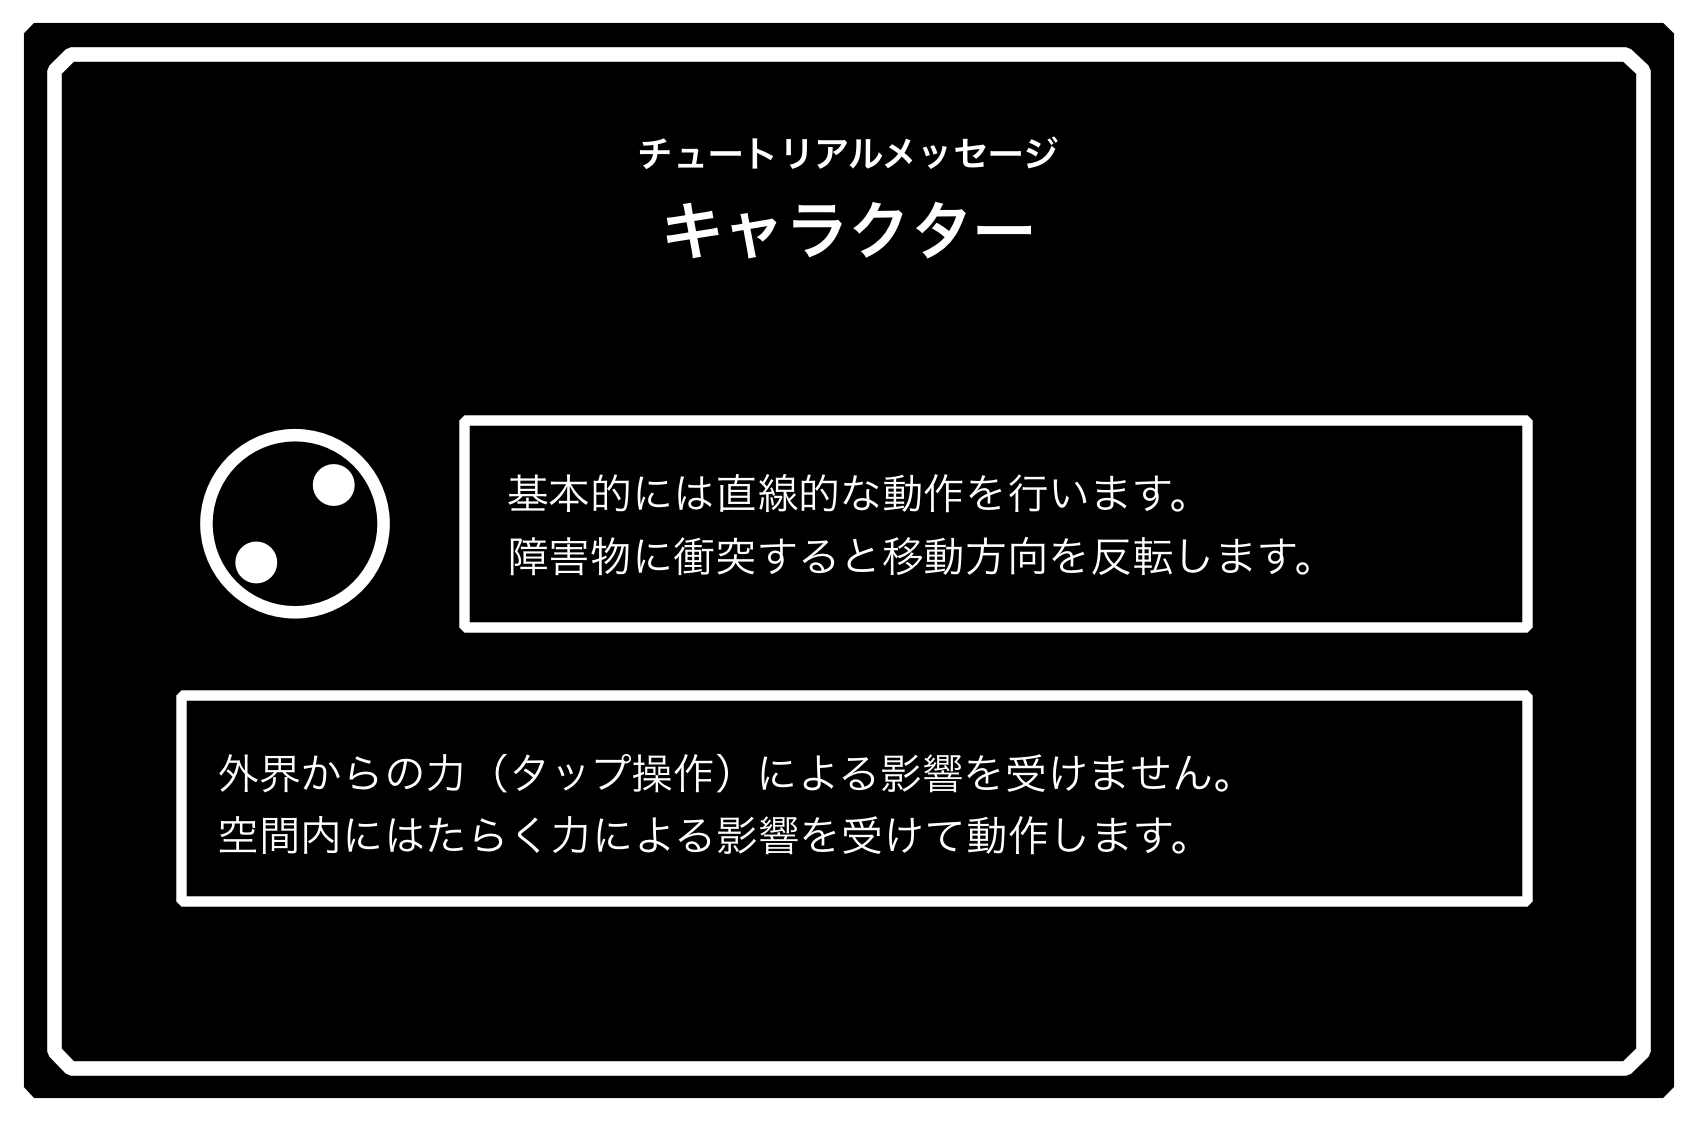 チュートリアルメッセージ
キャラクター
基本的には直線的な動作を行います。
障害物に衝突すると移動方向を反転します。
外界からの力（タップ操作）による影響を受けません。
空間内にはたらく力による影響を受けて動作します。